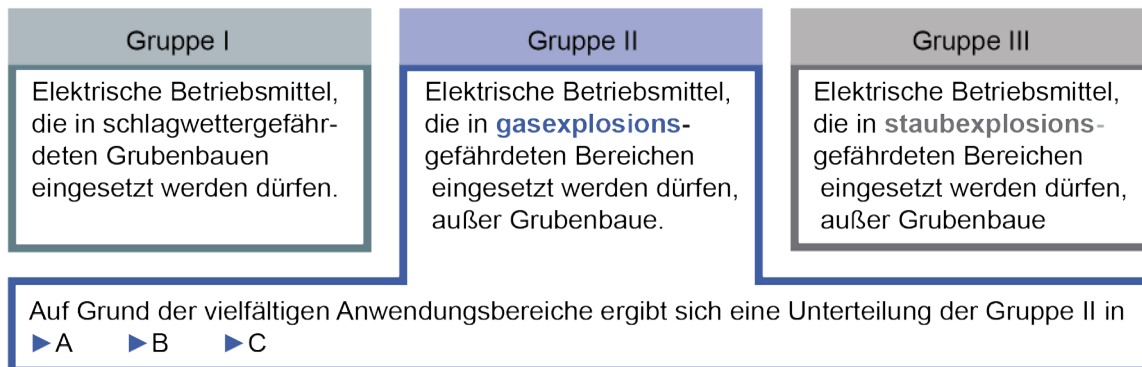 Gruppe I
Elektrische Betriebsmittel,
die in schlagwettergefähr-
deten Grubenbauen
eingesetzt werden dürfen.
Gruppe II
Elektrische Betriebsmittel,
die in gasexplosions-
gefährdeten Bereichen
eingesetzt werden dürfen,
außer Grubenbaue.
Gruppe III
Elektrische Betriebsmittel,
die in staubexplosions-
gefährdeten Bereichen
eingesetzt werden dürfen,
außer Grubenbaue
Auf Grund der vielfältigen Anwendungsbereiche ergibt sich eine Unterteilung der Gruppe II in
►A ►B ►C